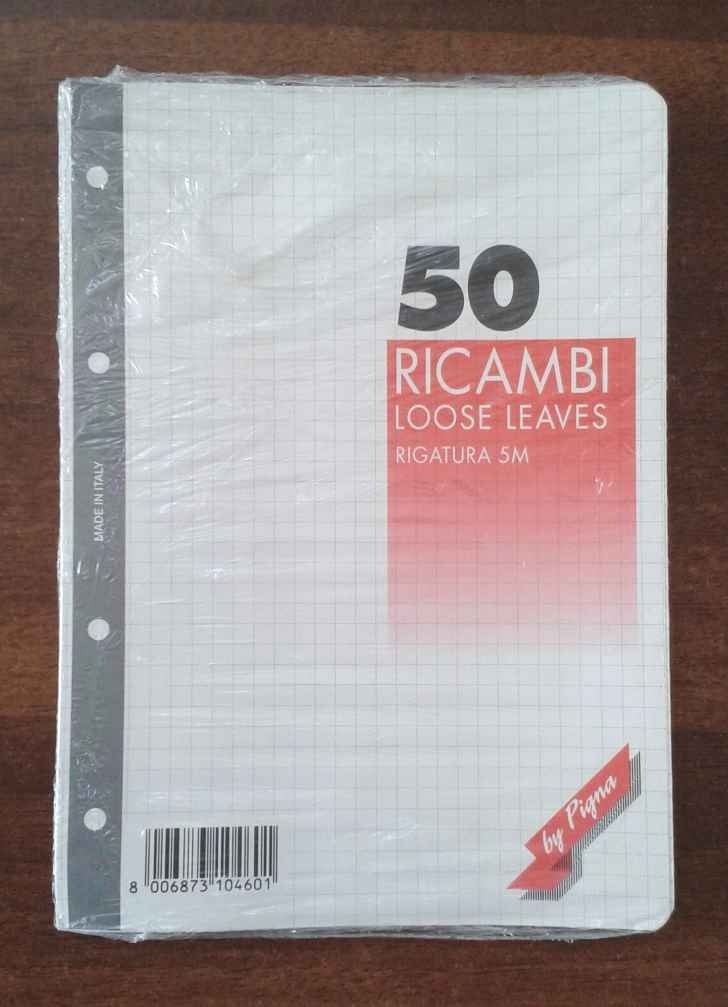 50
RICAMBI
LOOSE LEAVES
RIGATURA 5M
MADE IN ITALY
by Pigna
8 006873 104601